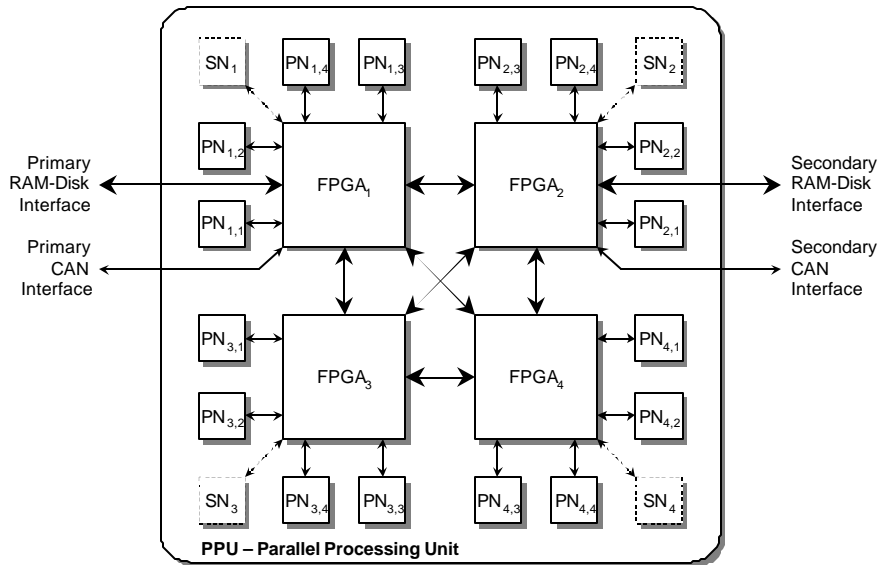 SN1 PN1,4 PN1,3 PN2,3 PN2,4 SN2
PN1,2 PN2,2
Primary
RAM-Disk
Interface
FPGA1 FPGA2
Secondary
RAM-Disk
Interface
PN1,1 PN2,1
Primary
CAN
Interface
Secondary
CAN
Interface
PN3,1 PN4,1
FPGA3 FPGA4
PN3,2 PN4,2
SN3 PN3,4 PN3,3 PN4,3 PN4,4 SN4
PPU – Parallel Processing Unit